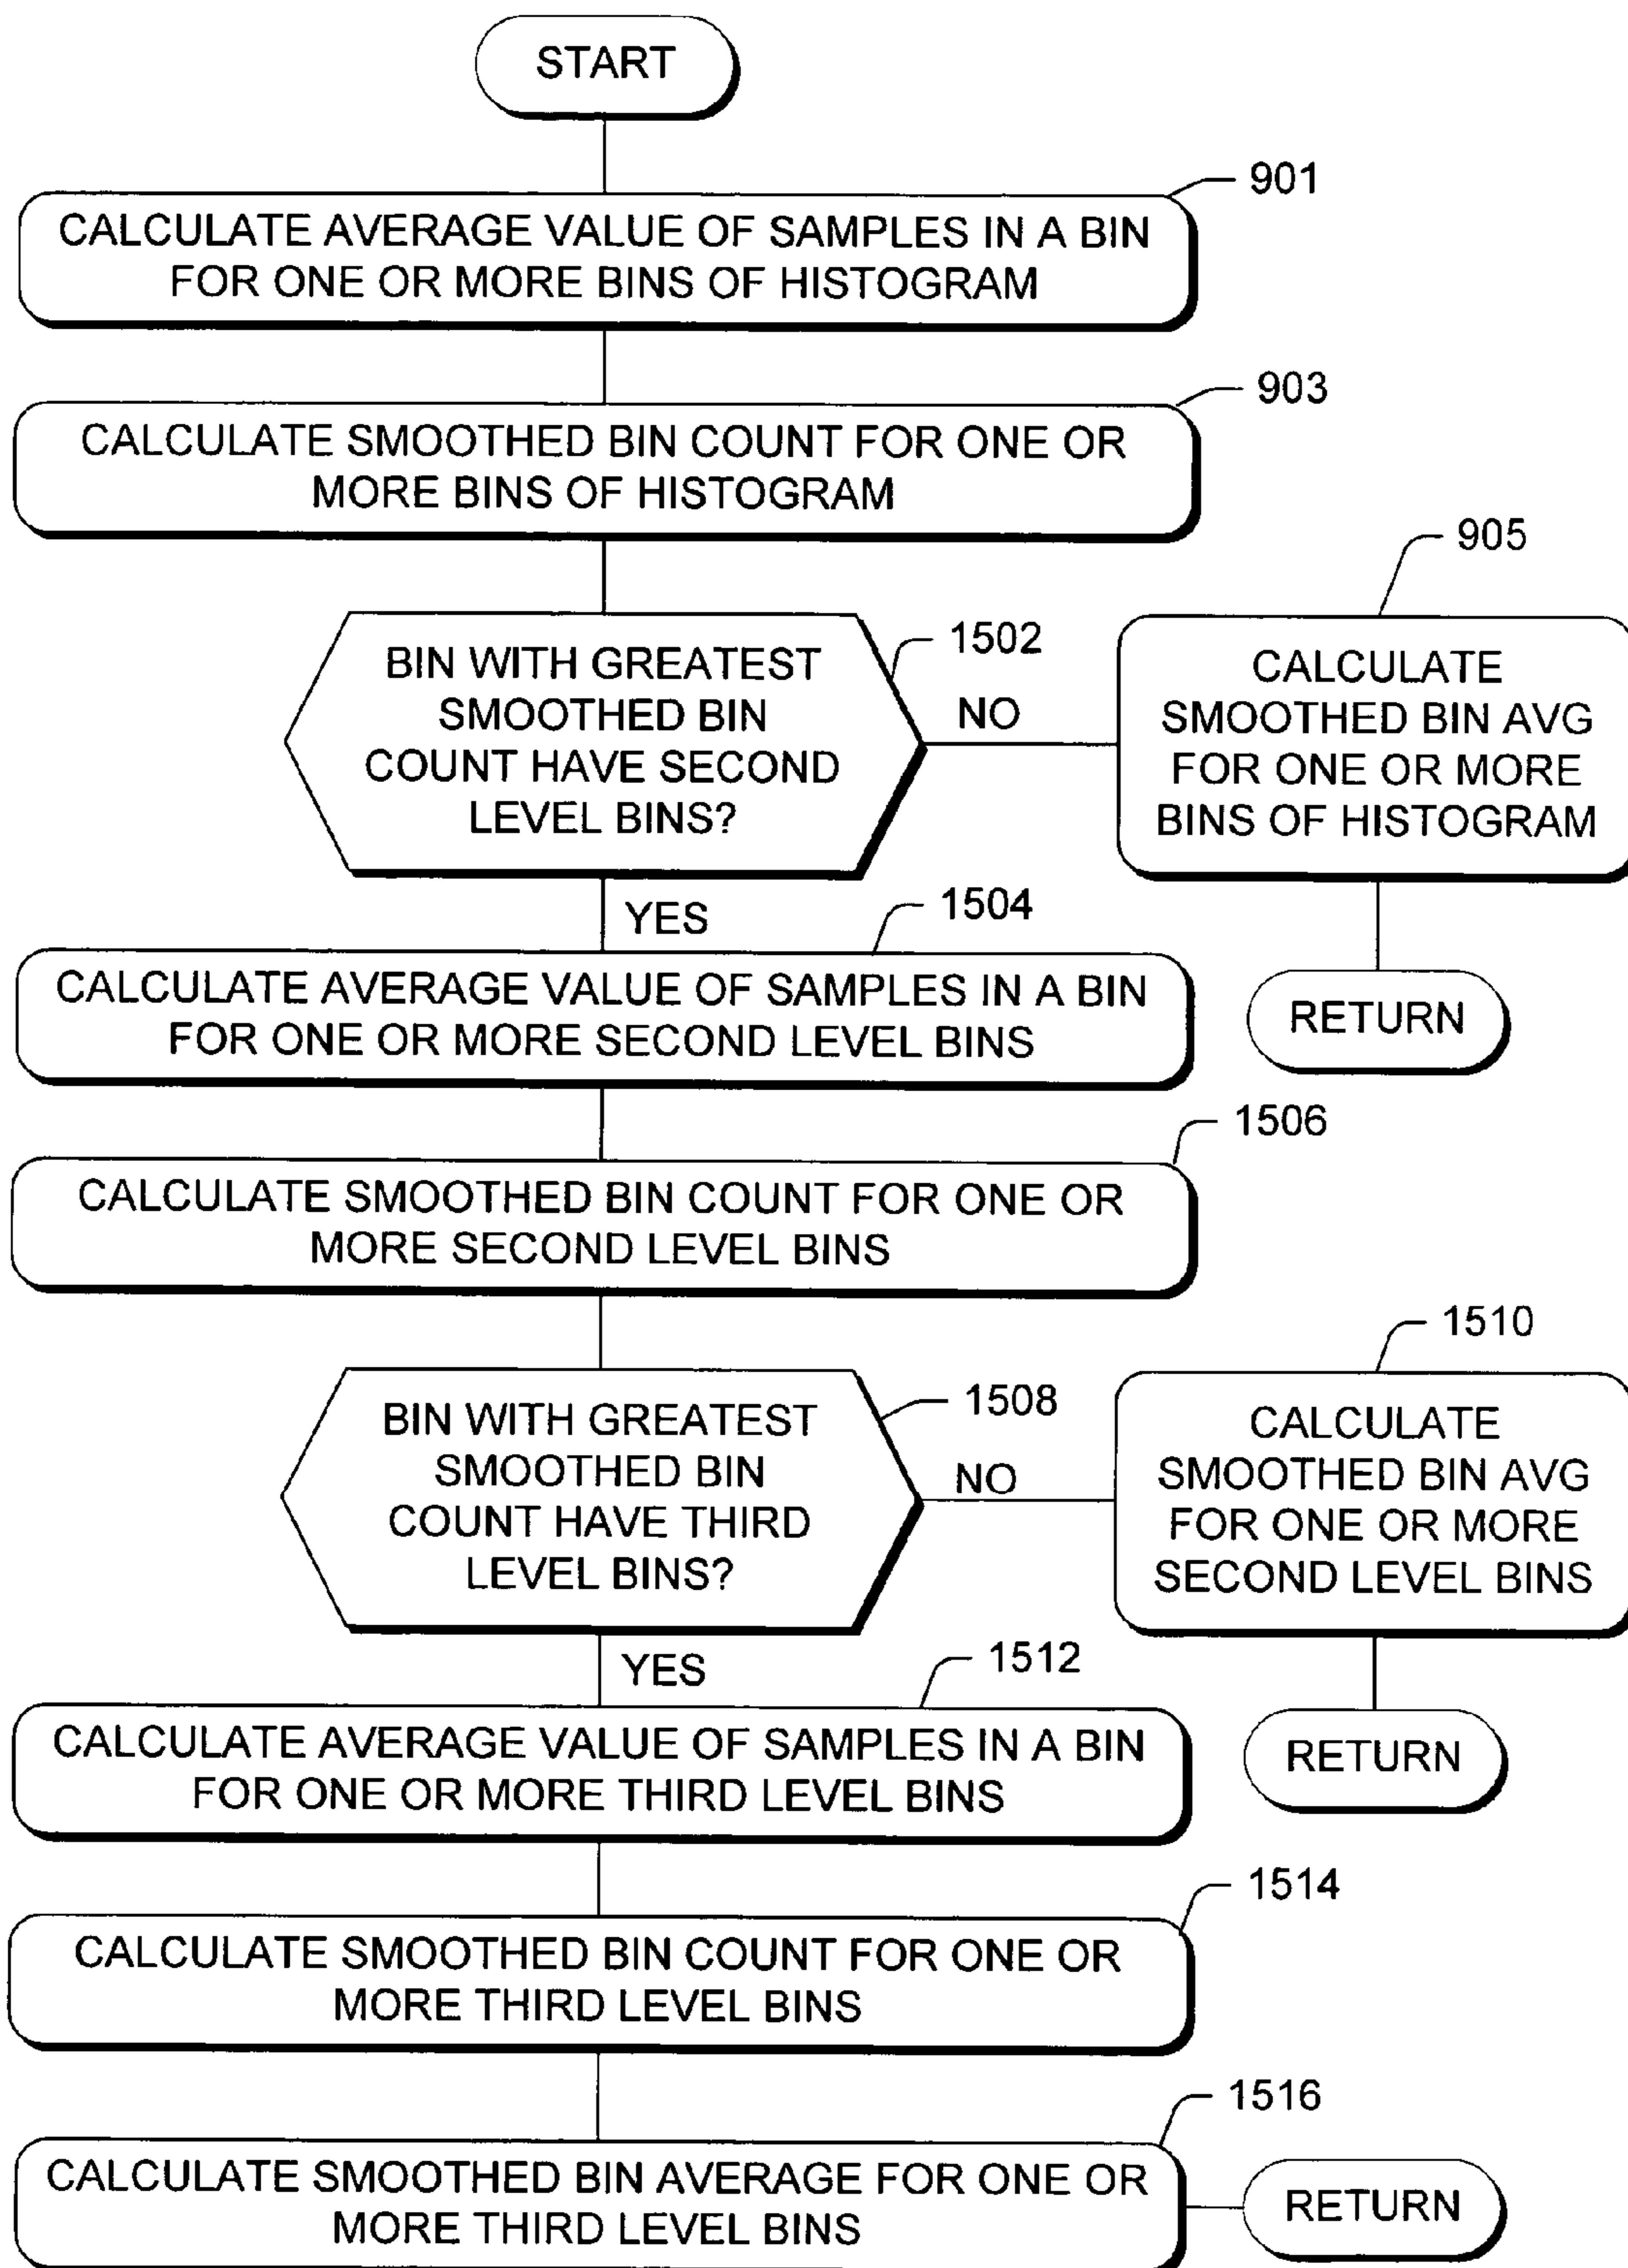 START
901
CALCULATE AVERAGE VALUE OF SAMPLES IN A BIN
FOR ONE OR MORE BINS OF HISTOGRAM
903
CALCULATE SMOOTHED BIN COUNT FOR ONE OR
MORE BINS OF HISTOGRAM
1502
BIN WITH GREATEST
SMOOTHED BIN
COUNT HAVE SECOND
LEVEL BINS?
NO
905
CALCULATE
SMOOTHED BIN AVG
FOR ONE OR MORE
BINS OF HISTOGRAM
RETURN
YES
1504
CALCULATE AVERAGE VALUE OF SAMPLES IN A BIN
FOR ONE OR MORE SECOND LEVEL BINS
1506
CALCULATE SMOOTHED BIN COUNT FOR ONE OR
MORE SECOND LEVEL BINS
1508
BIN WITH GREATEST
SMOOTHED BIN
COUNT HAVE THIRD
LEVEL BINS?
NO
1510
CALCULATE
SMOOTHED BIN AVG
FOR ONE OR MORE
SECOND LEVEL BINS
RETURN
YES
1512
CALCULATE AVERAGE VALUE OF SAMPLES IN A BIN
FOR ONE OR MORE THIRD LEVEL BINS
1514
CALCULATE SMOOTHED BIN COUNT FOR ONE OR
MORE THIRD LEVEL BINS
1516
CALCULATE SMOOTHED BIN AVERAGE FOR ONE OR
MORE THIRD LEVEL BINS
RETURN